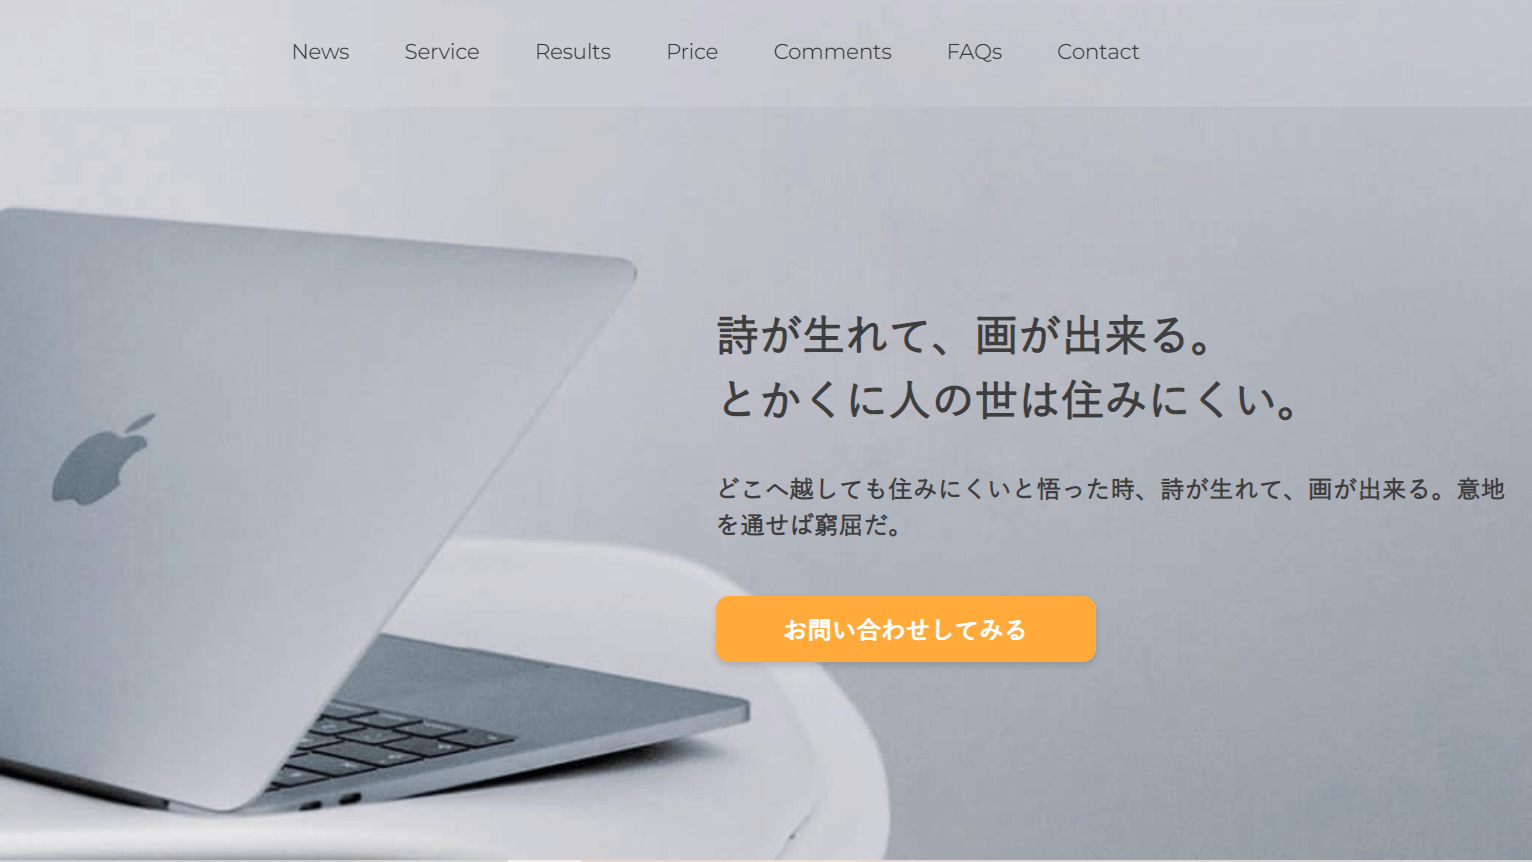 News Service Results Price Comments FAQs Contact
詩が生れて、画が出来る。
とかくに人の世は住みにくい。
どこへ越しても住みにくいと悟った時、詩が生れて、画が出来る。意地
を通せば窮屈だ。
お問い合わせしてみる